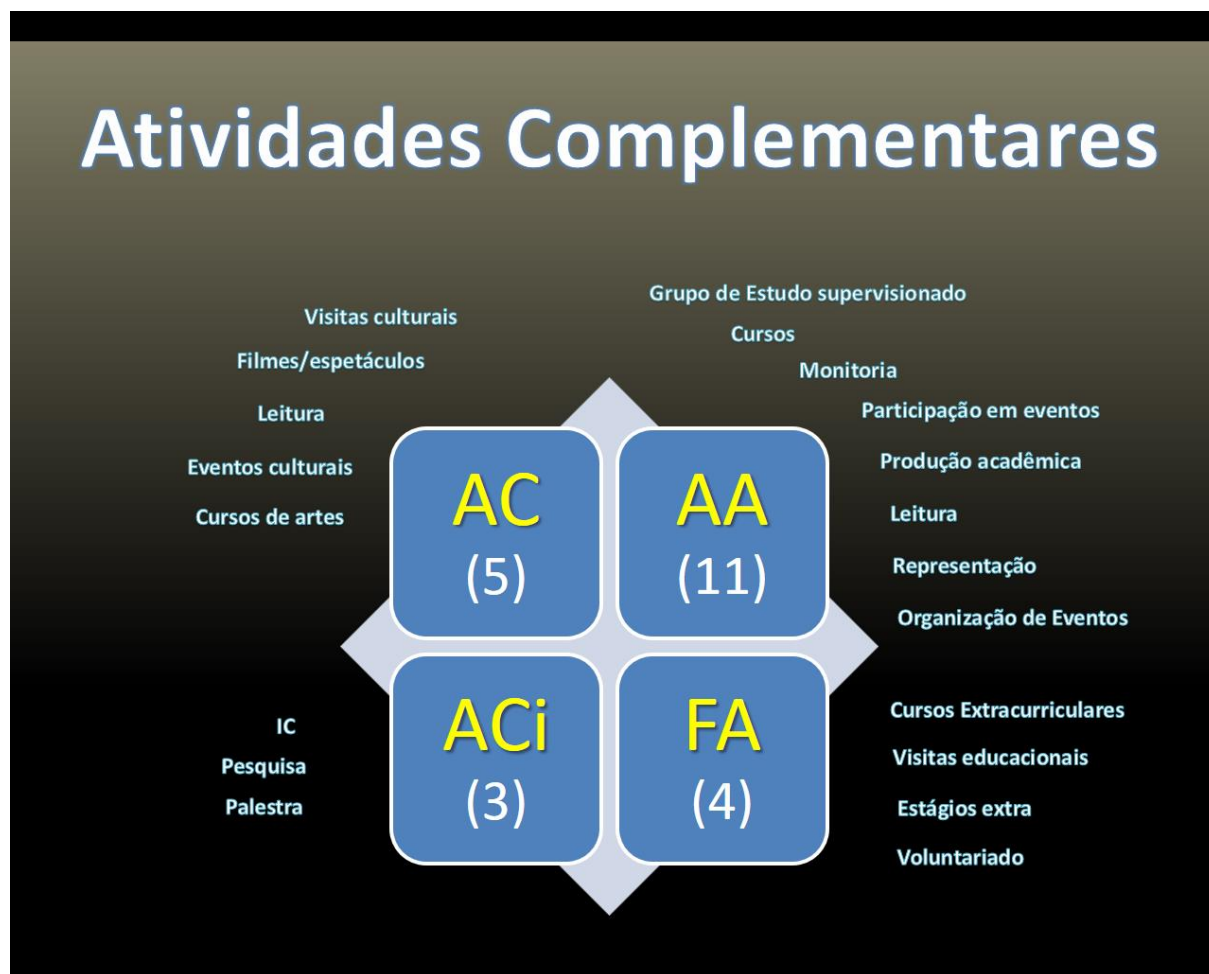 Atividades Complementares
Visitas culturais
Filmes/espetáculos
Leitura
Eventos culturais
Cursos de artes
AC
(5)
Grupo de Estudo supervisionado
Cursos
Monitoria
Participação em eventos
Produção acadêmica
Leitura
Representação
Organização de Eventos
AA
(11)
IC
Pesquisa
Palestra
ACi
(3)
FA
(4)
Cursos Extracurriculares
Visitas educacionais
Estágios extra
Voluntariado